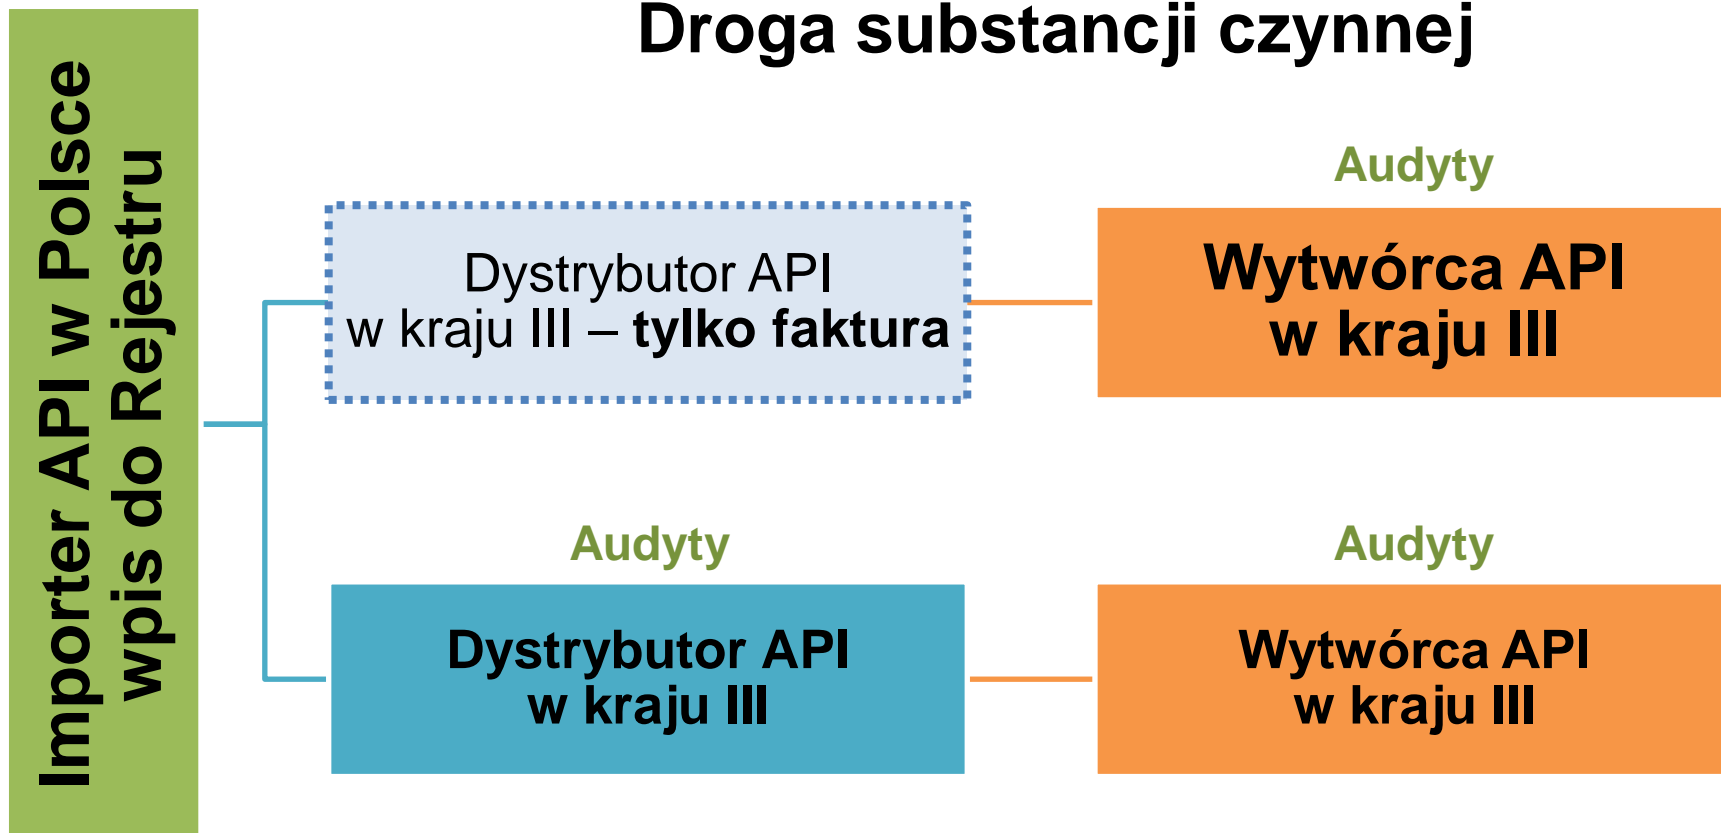 Droga substancji czynnej
Importer API w Polsce
wpis do Rejestru
Audyty
Dystrybutor API
w kraju III – tylko faktura
Wytwórca API
w kraju III
Audyty
Audyty
Dystrybutor API
w kraju III
Wytwórca API
w kraju III